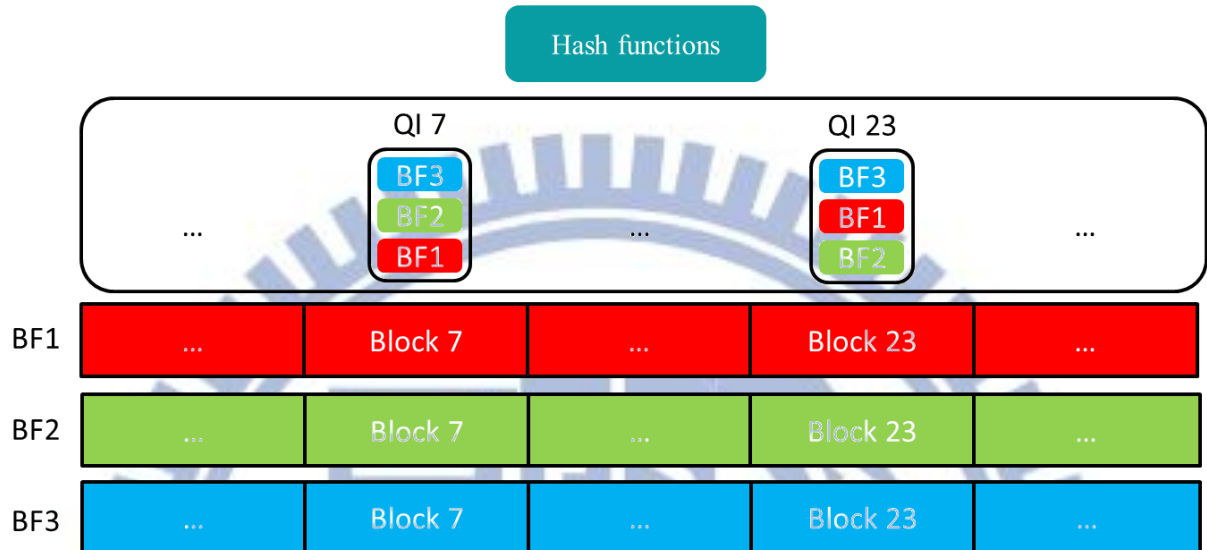 Hash functions
QI 7 QI 23
BF3 BF3
... BF2 ... BF1 ...
BF1 BF2
BF1 ... Block 7 ... Block 23 ...
BF2 ... Block 7 ... Block 23 ...
BF3 ... Block 7 ... Block 23 ...